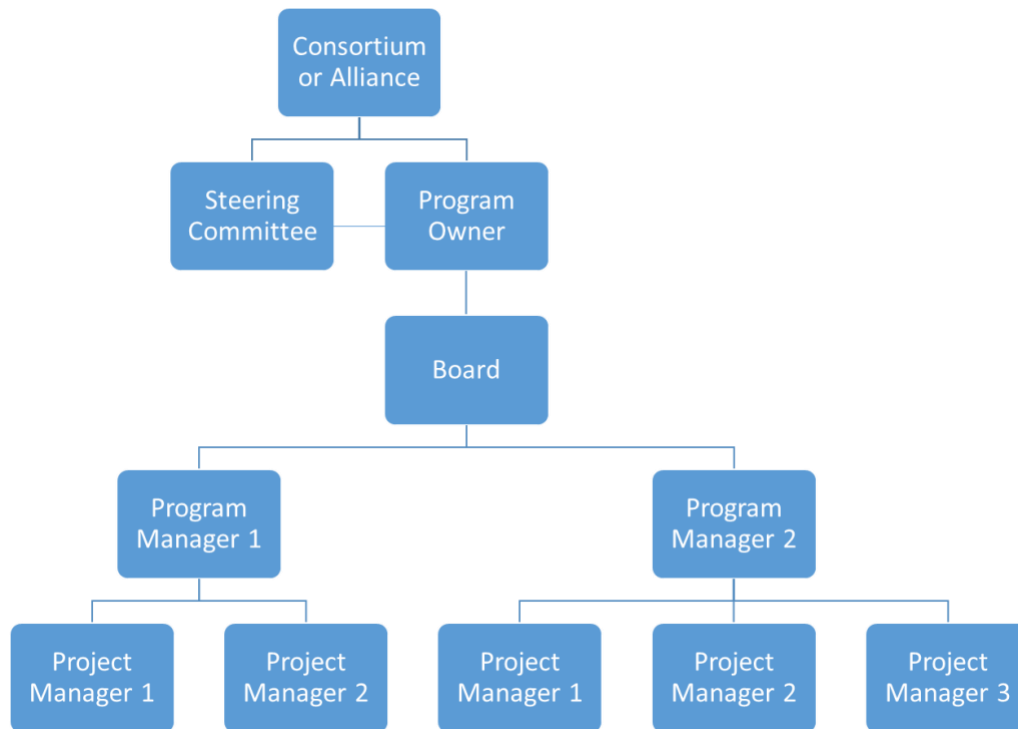 Consortium
or Alliance
Steering
Committee
Program
Owner
Board
Program
Manager 1
Program
Manager 2
Project
Manager 1
Project
Manager 2
Project
Manager 1
Project
Manager 2
Project
Manager 3